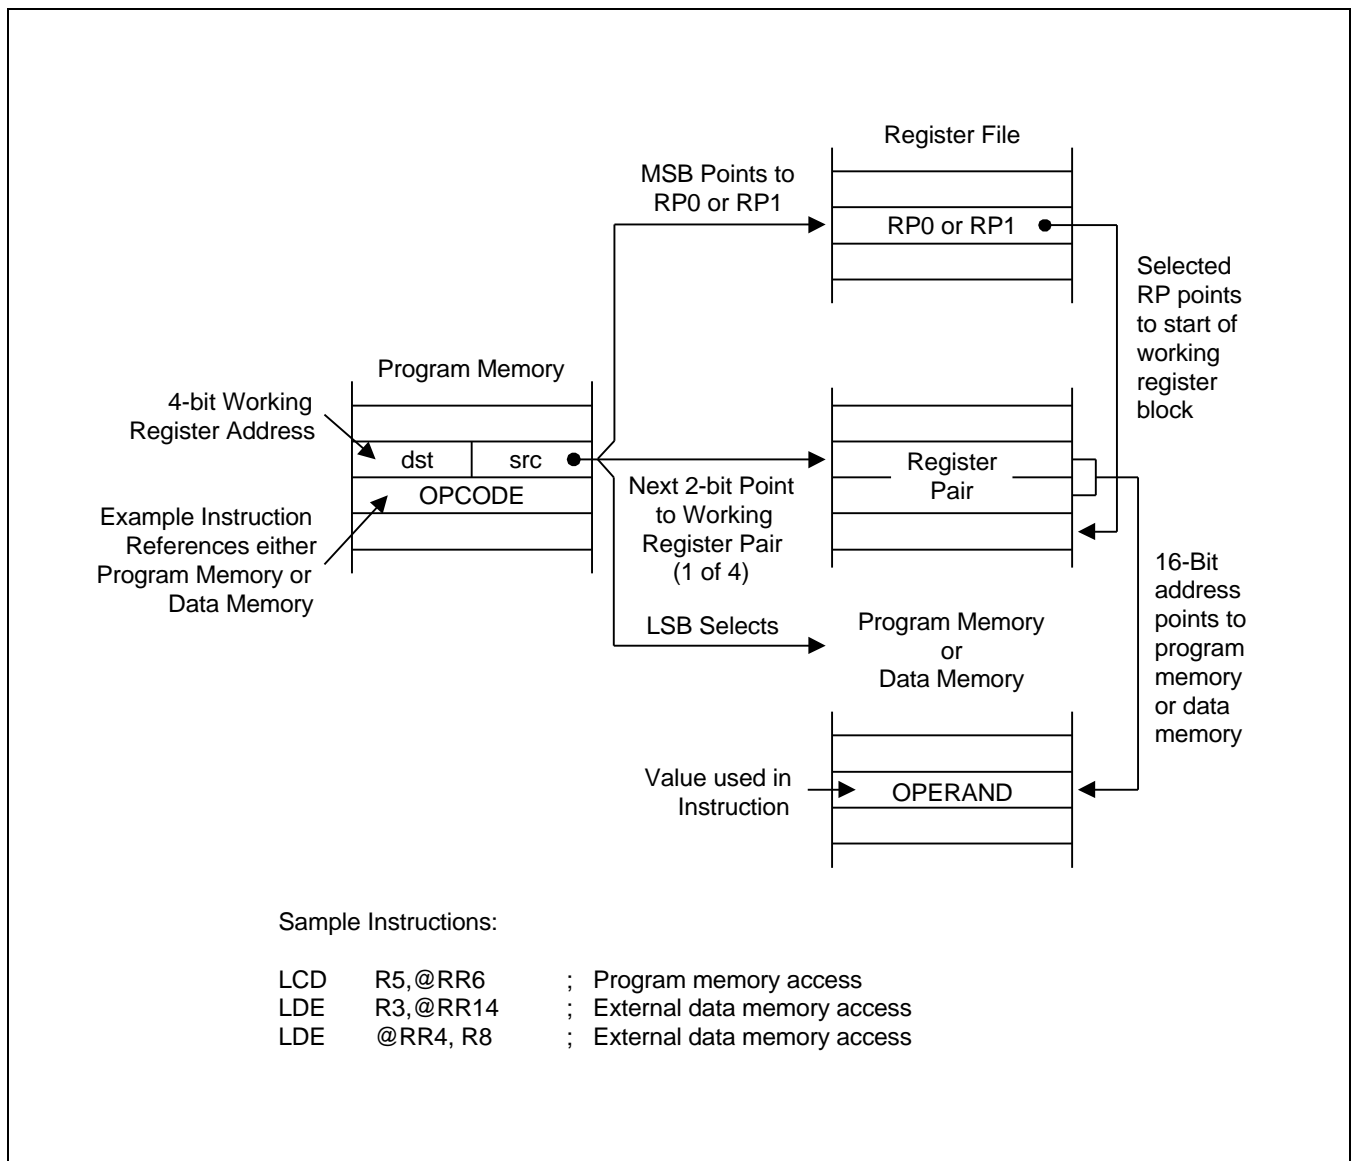 Register File
MSB Points to
RP0 or RP1
RP0 or RP1
Selected
RP points
to start of
working
register
block
Program Memory
4-bit Working
Register Address
dst src
OPCODE
Register
Pair
Next 2-bit Point
to Working
Register Pair
(1 of 4)
Example Instruction
References either
Program Memory or
Data Memory
16-Bit
address
points to
program
memory
or data
memory
LSB Selects
Program Memory
or
Data Memory
Value used in
Instruction
OPERAND
Sample Instructions:
LCD R5,@RR6 ; Program memory access
LDE R3,@RR14 ; External data memory access
LDE @RR4, R8 ; External data memory access